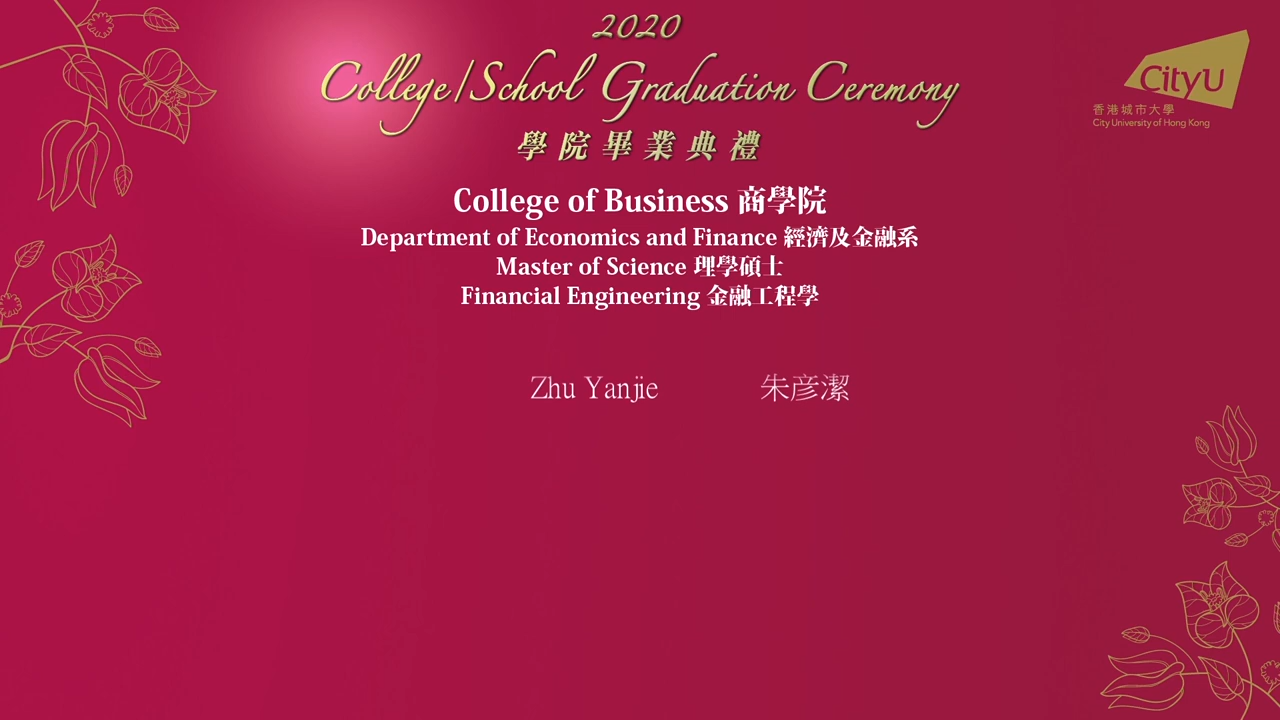 2020
College/School Graduation Ceremony
學院畢業典禮
CityU
香港城市大學
City University of Hong Kong
College of Business 商學院
Department of Economics and Finance 經濟及金融系
Master of Science 理學碩士
Financial Engineering 金融工程學
Zhu Yanjie 朱彦潔